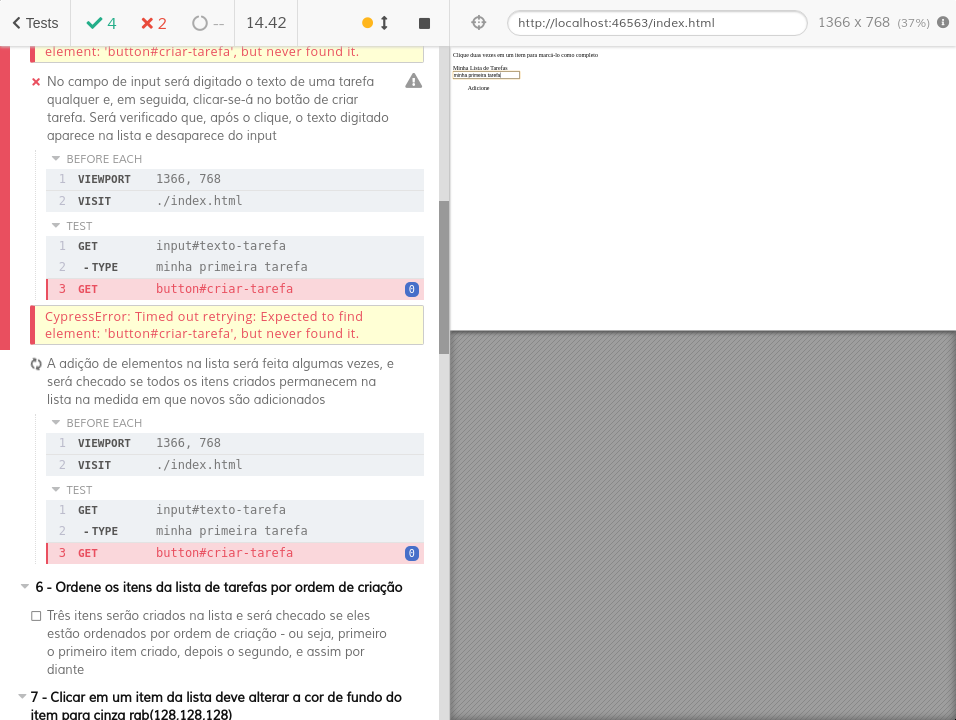 Tests 4 2 -- 14.42 http://localhost:46563/index.html 1366 x 768 (37%)
element: 'button#criar-tarefa', but never found it.
No campo de input será digitado o texto de uma tarefa
qualquer e, em seguida, clicar-se-á no botão de criar
tarefa. Será verificado que, após o clique, o texto digitado
aparece na lista e desaparece do input
BEFORE EACH
1 VIEWPORT 1366, 768
2 VISIT ./index.html
TEST
1 GET input#texto-tarefa
2 -TYPE minha primeira tarefa
3 GET button#criar-tarefa 0
CypressError: Timed out retrying: Expected to find
element: 'button#criar-tarefa', but never found it.
A adição de elementos na lista será feita algumas vezes, e
será checado se todos os itens criados permanecem na
lista na medida em que novos são adicionados
BEFORE EACH
1 VIEWPORT 1366, 768
2 VISIT ./index.html
TEST
1 GET input#texto-tarefa
2 -TYPE minha primeira tarefa
3 GET button#criar-tarefa 0
6 - Ordene os itens da lista de tarefas por ordem de criação
Três itens serão criados na lista e será checado se eles
estão ordenados por ordem de criação - ou seja, primeiro
o primeiro item criado, depois o segundo, e assim por
diante
7 - Clicar em um item da lista deve alterar a cor de fundo do
item para cinza rgb(128,128,128)
Clique duas vezes em um item para marcá-lo como completo
Minha Lista de Tarefas
minha primeira tarefa
Adicione